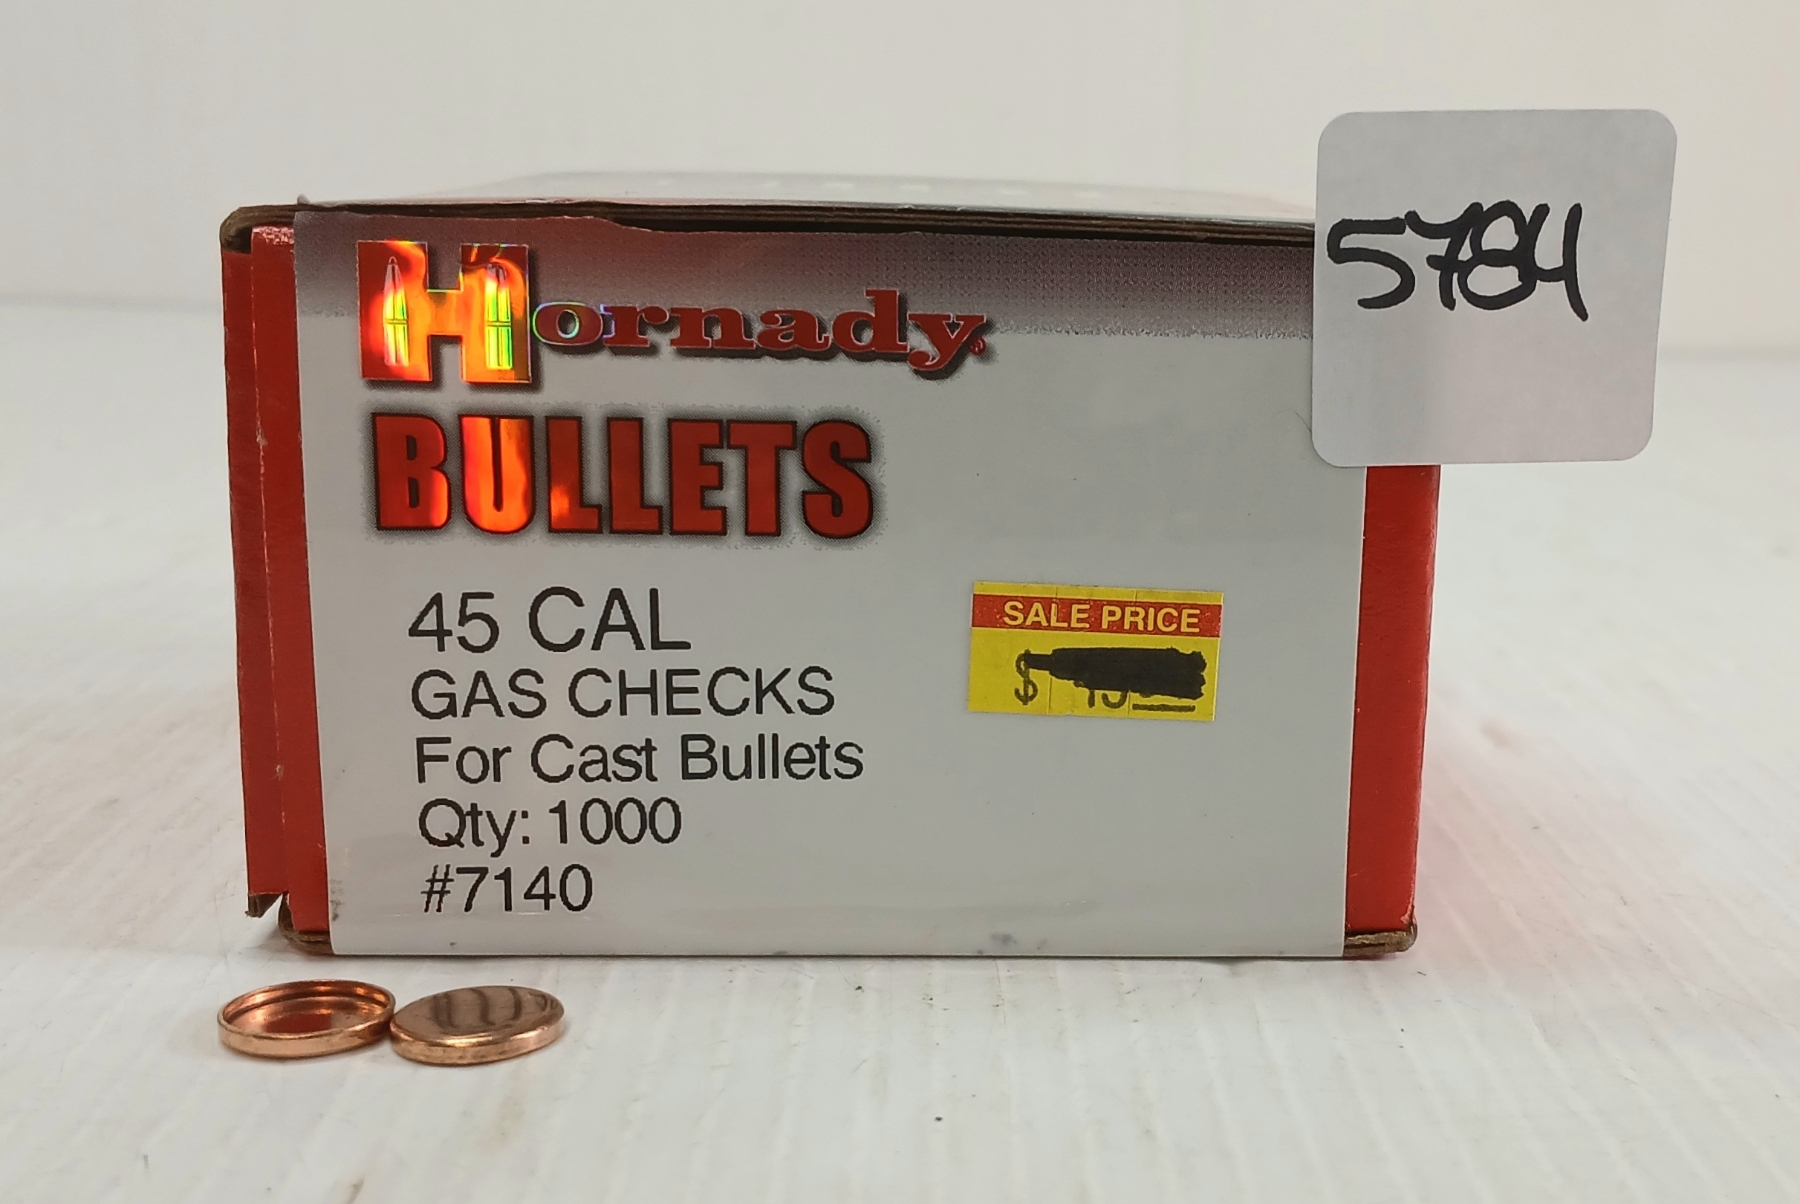 Hornady®
BULLETS
45 CAL
GAS CHECKS
For Cast Bullets
Qty: 1000
#7140
SALE PRICE
$
5784